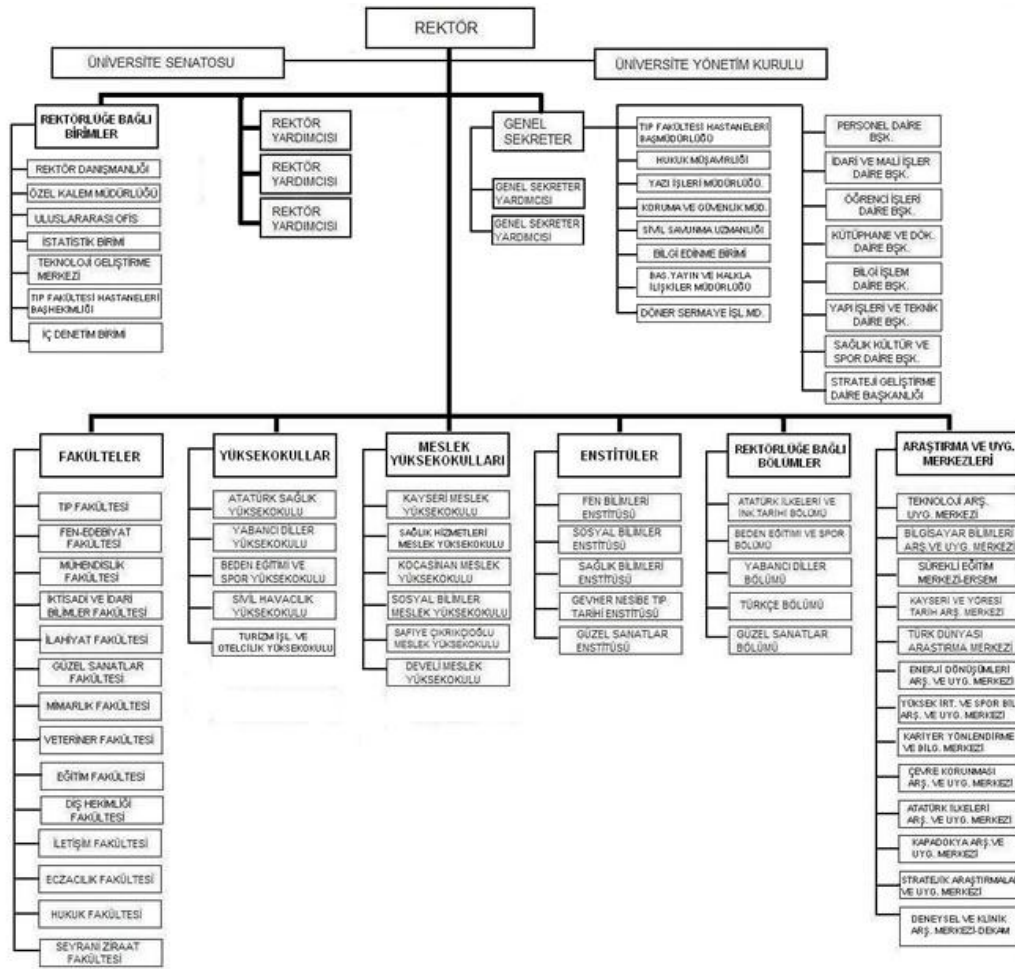 REKTÖR
ÜNİVERSİTE SENATOSU
ÜNİVERSİTE YÖNETİM KURULU
REKTÖRLÜĞE BAĞLI
BİRİMLER
REKTÖR DANIŞMANLIĞI
ÖZEL KALEM MÜDÜRLÜĞÜ
ULUSLARARASI OFİS
İSTATİSTİK BİRİMİ
TEKNOLOJİ GELİŞTİRME
MERKEZİ
TIP FAKÜLTESİ HASTANELERİ
BAŞHEKİMLİĞİ
İÇ DENETİM BİRİMİ
REKTÖR
YARDIMCISI
REKTÖR
YARDIMCISI
REKTÖR
YARDIMCISI
GENEL
SEKRETER
GENEL SEKRETER
YARDIMCISI
GENEL SEKRETER
YARDIMCISI
TIP FAKÜLTESİ HASTANELERİ
BAŞMÜDÜRLÜĞÜ
HUKUK MÜŞAVİRLİĞİ
YAZI İŞLERİ MÜDÜRLÜĞÜ
KORUMA VE GÜVENLİK MÜD.
SİVİL SAVUNMA UZMANLIĞI
BİLGİ EDİNME BİRİMİ
BAS.YAYIN VE HALKLA
İLİŞKİLER MÜDÜRLÜĞÜ
DÖNER SERMAYE İŞL.MD.
PERSONEL DAİRE
BŞK.
İDARİ VE MALİ İŞLER
DAİRE BŞK.
ÖĞRENCİ İŞLERİ
DAİRE BŞK.
KÜTÜPHANE VE DÖK.
DAİRE BŞK.
BİLGİ İŞLEM
DAİRE BŞK.
YAPI İŞLERİ VE TEKNİK
DAİRE BŞK.
SAĞLIK KÜLTÜR VE
SPOR DAİRE BŞK.
STRATEJİ GELİŞTİRME
DAİRE BAŞKANLIĞI
FAKÜLTELER
TIP FAKÜLTESİ
FEN-EDEBİYAT
FAKÜLTESİ
MÜHENDİSLİK
FAKÜLTESİ
İKTİSADİ VE İDARİ
BİLİMLER FAKÜLTESİ
İLAHİYAT FAKÜLTESİ
GÜZEL SANATLAR
FAKÜLTESİ
MİMARLIK FAKÜLTESİ
VETERİNER FAKÜLTESİ
EĞİTİM FAKÜLTESİ
DİŞ HEKİMLİĞİ
FAKÜLTESİ
İLETİŞİM FAKÜLTESİ
ECZACILIK FAKÜLTESİ
HUKUK FAKÜLTESİ
SEYRANİ ZİRAAT
FAKÜLTESİ
YÜKSEKOKULLAR
ATATÜRK SAĞLIK
YÜKSEKOKULU
YABANCI DİLLER
YÜKSEKOKULU
BEDEN EĞİTİMİ VE
SPOR YÜKSEKOKULU
SİVİL HAVACILIK
YÜKSEKOKULU
TURİZM İŞL. VE
OTELCİLİK YÜKSEKOKULU
MESLEK
YÜKSEKOKULLARI
KAYSERİ MESLEK
YÜKSEKOKULU
SAĞLIK HİZMETLERİ
MESLEK YÜKSEKOKULU
KOCASİNAN MESLEK
YÜKSEKOKULU
SOSYAL BİLİMLER
MESLEK YÜKSEKOKULU
SAFİYE ÇIKRIKÇIOĞLU
MESLEK YÜKSEKOKULU
DEVELİ MESLEK
YÜKSEKOKULU
ENSTİTÜLER
FEN BİLİMLERİ
ENSTİTÜSÜ
SOSYAL BİLİMLER
ENSTİTÜSÜ
SAĞLIK BİLİMLERİ
ENSTİTÜSÜ
GEVHER NESİBE TIP
TARİHİ ENSTİTÜSÜ
GÜZEL SANATLAR
ENSTİTÜSÜ
REKTÖRLÜĞE BAĞLI
BÖLÜMLER
ATATÜRK İLKELERİ VE
İNK.TARİHİ BÖLÜMÜ
BEDEN EĞİTİMİ VE SPOR
BÖLÜMÜ
YABANCI DİLLER
BÖLÜMÜ
TÜRKÇE BÖLÜMÜ
GÜZEL SANATLAR
BÖLÜMÜ
ARAŞTIRMA VE UYG.
MERKEZLERİ
TEKNOLOJİ ARŞ.
UYG. MERKEZİ
BİLGİSAYAR BİLİMLERİ
ARŞ.VE UYG. MERKEZİ
SÜREKLİ EĞİTİM
MERKEZİ-ERSEM
KAYSERİ VE YÖRESİ
TARİH ARŞ. MERKEZİ
TÜRK DÜNYASI
ARAŞTIRMA MERKEZİ
ENERJİ DÖNÜŞÜMLERİ
ARŞ. VE UYG. MERKEZİ
YÜKSEK İRT. VE SPOR BİL.
ARŞ. VE UYG. MERKEZİ
KARİYER YÖNLENDİRME
VE BİLG. MERKEZİ
ÇEVRE KORUNMASI
ARŞ. VE UYG. MERKEZİ
ATATÜRK İLKELERİ
ARŞ. VE UYG. MERKEZİ
KAPADOKYA ARŞ.VE
UYG. MERKEZİ
STRATEJİK ARAŞTIRMALAR
VE UYG. MERKEZİ
DENEYSEL VE KLİNİK
ARŞ. MERKEZİ-DEKAM